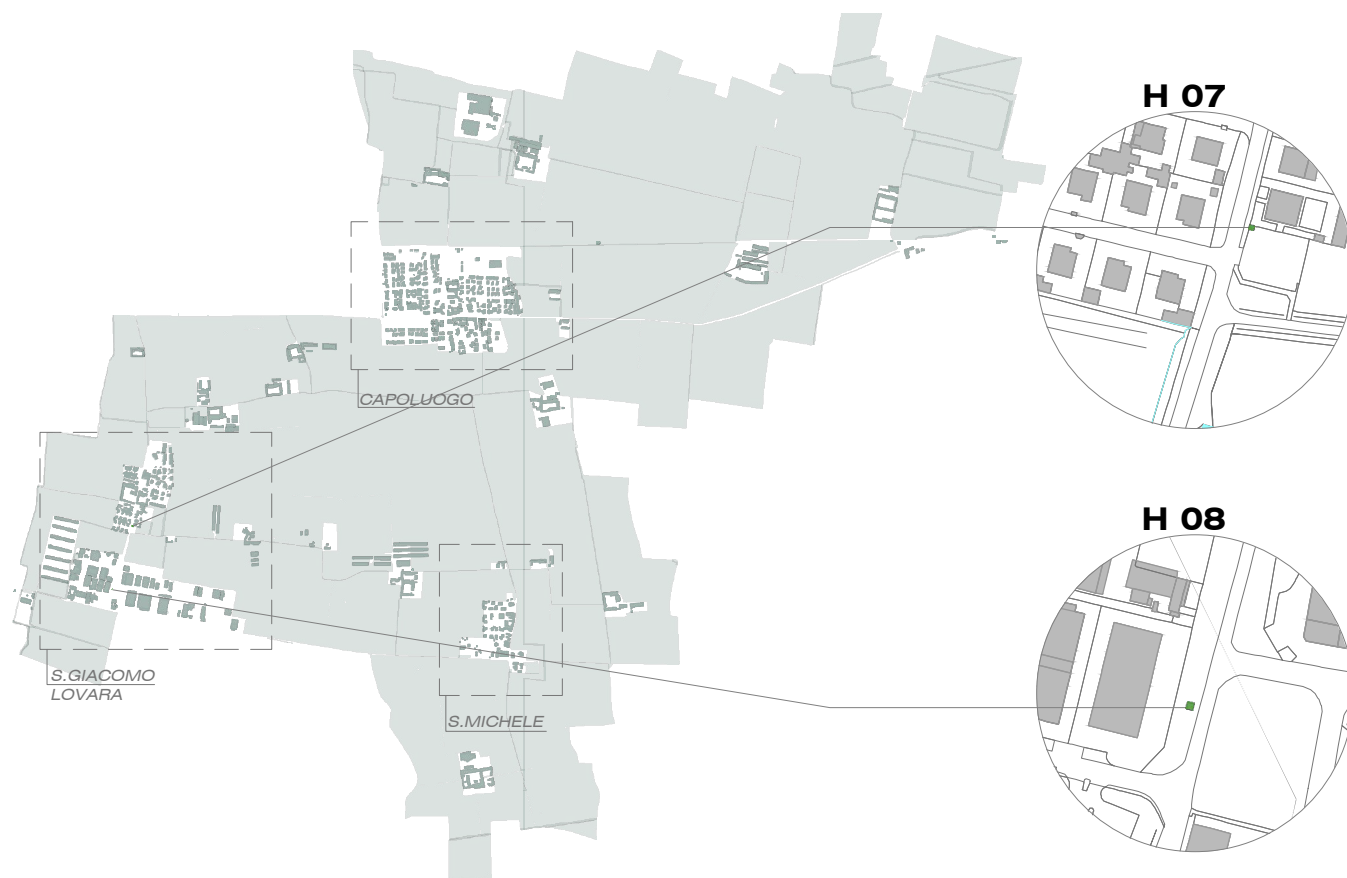 H 07
CAPOLUOGO
H 08
S.GIACOMO
LOVARA
S.MICHELE